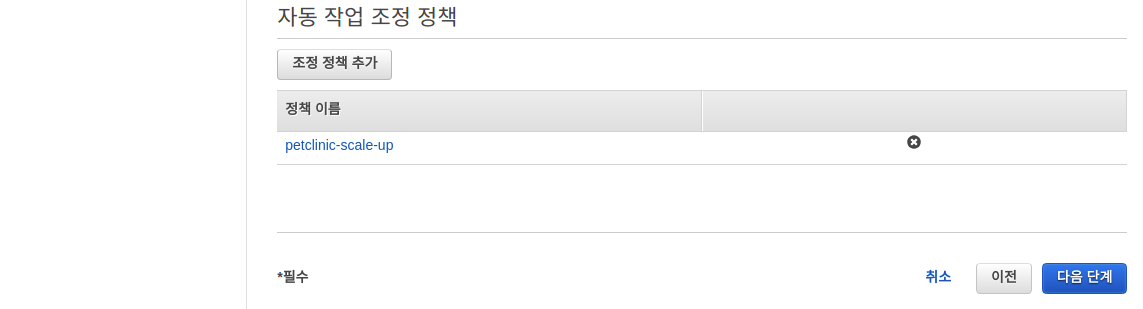 자동 작업 조정 정책
조정 정책 추가
정책 이름
petclinic-scale-up
*필수 취소 이전 다음 단계